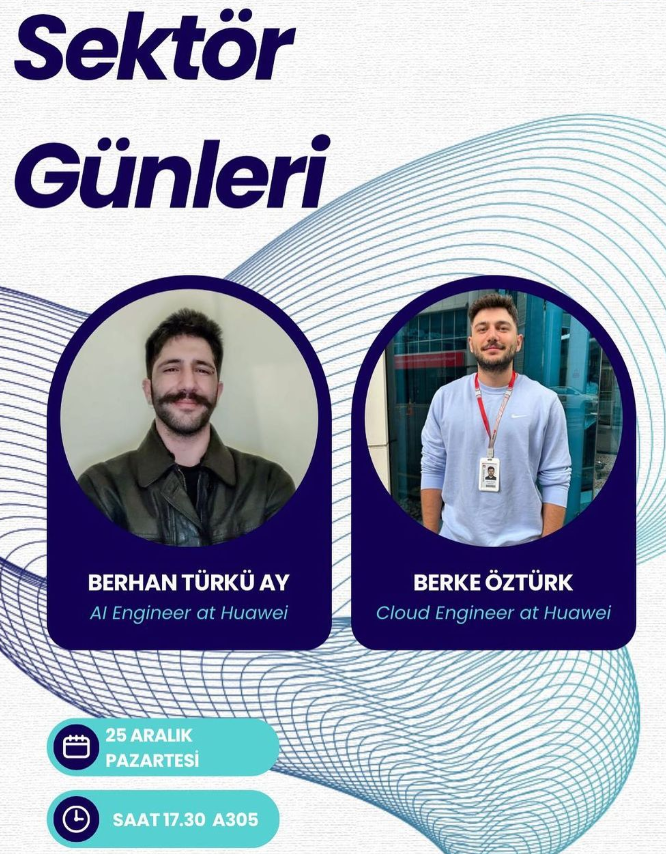 Sektör
Günleri
BERHAN TÜRKÜ AY
AI Engineer at Huawei
BERKE ÖZTÜRK
Cloud Engineer at Huawei
25 ARALIK
PAZARTESİ
SAAT 17.30 A305